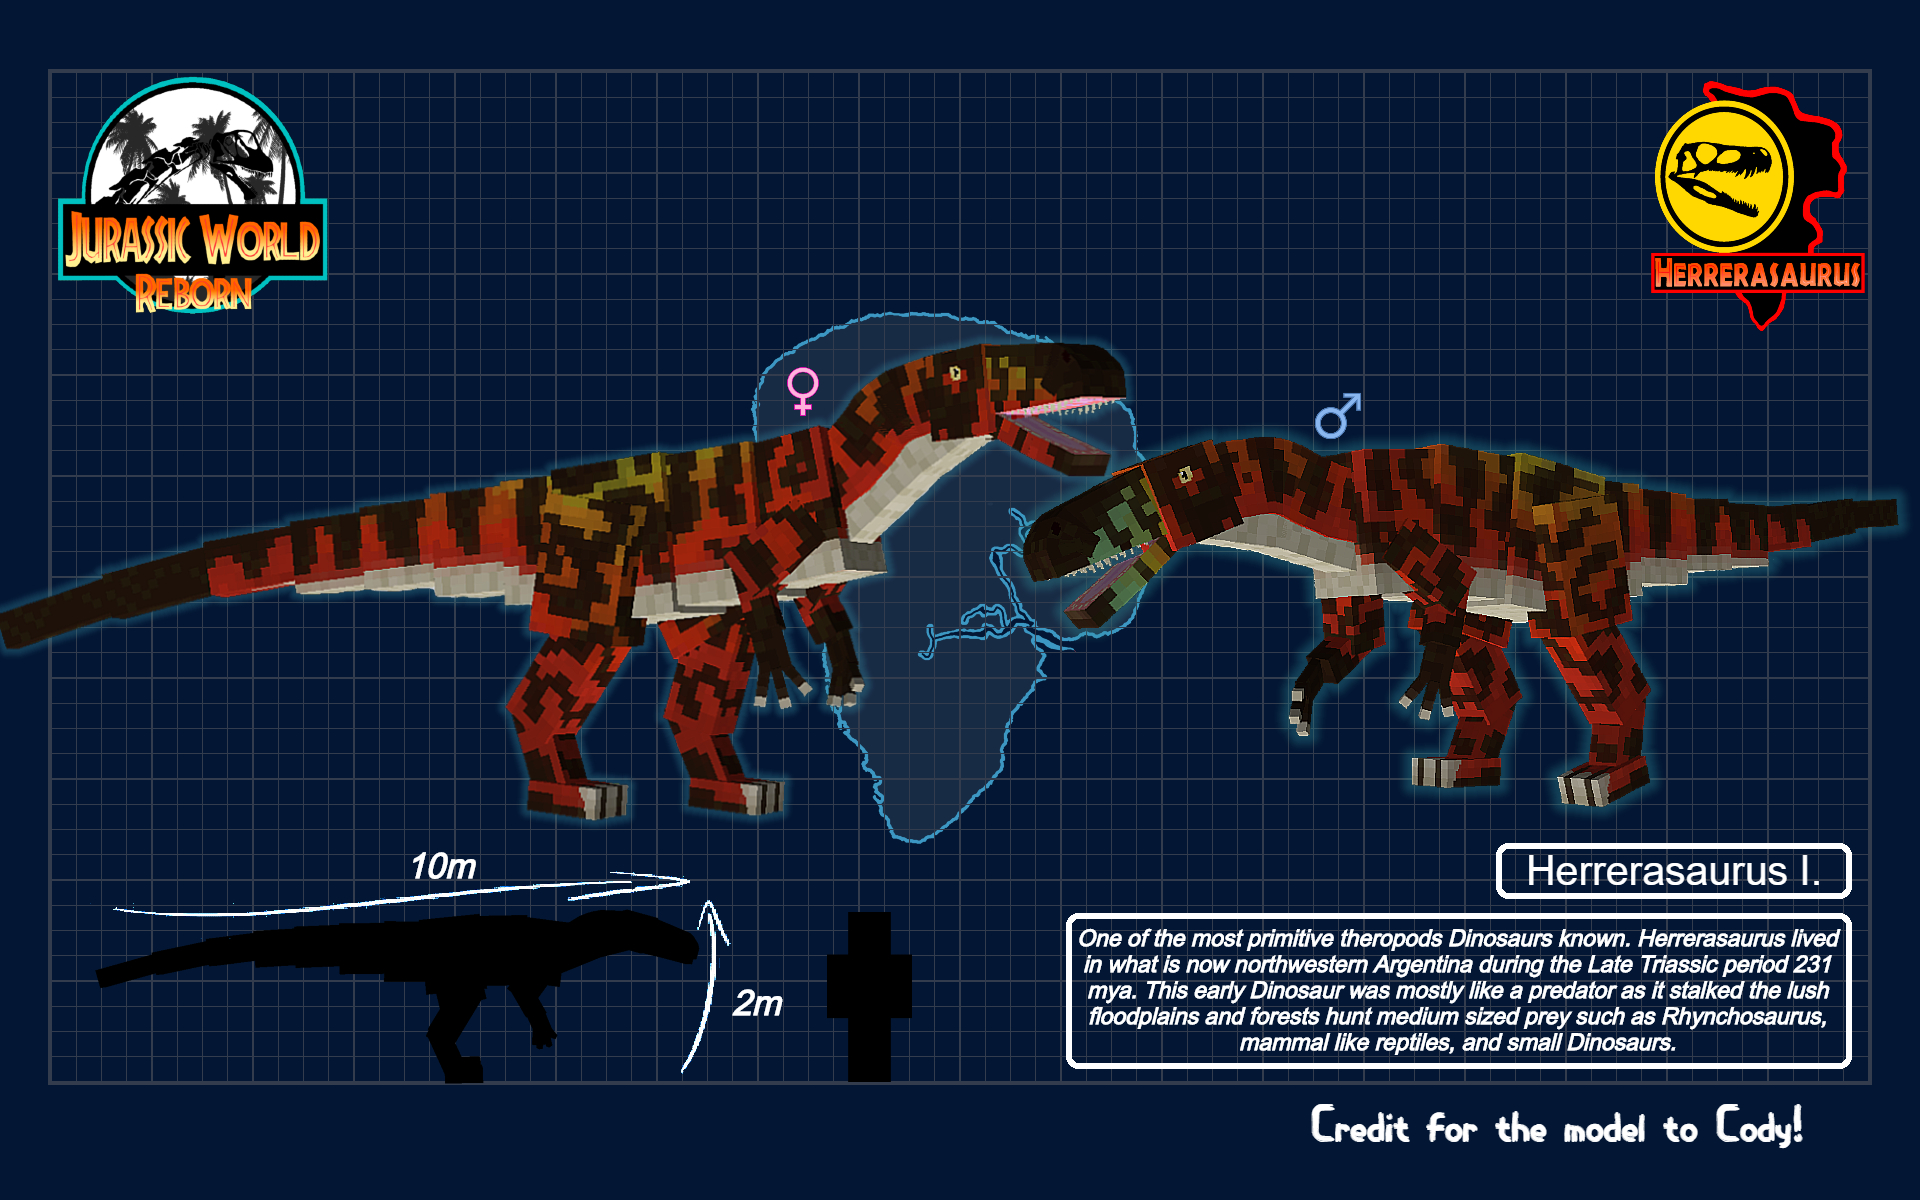 JURASSIC WORLD
REBORN
HERRERASAURUS
♀
♂
10m
2m
Herrerasaurus I.
One of the most primitive theropods Dinosaurs known. Herrerasaurus lived
in what is now northwestern Argentina during the Late Triassic period 231
mya. This early Dinosaur was mostly like a predator as it stalked the lush
floodplains and forests hunt medium sized prey such as Rhynchosaurus,
mammal like reptiles, and small Dinosaurs.
Credit for the model to Cody!